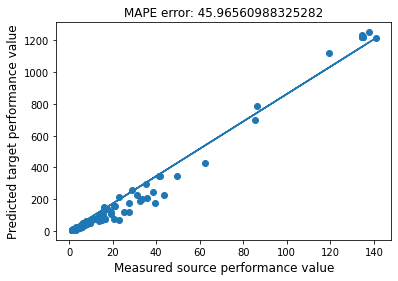 MAPE error: 45.96560988325282
Predicted target performance value
1200
1000
800
600
400
200
0
0 20 40 60 80 100 120 140
Measured source performance value